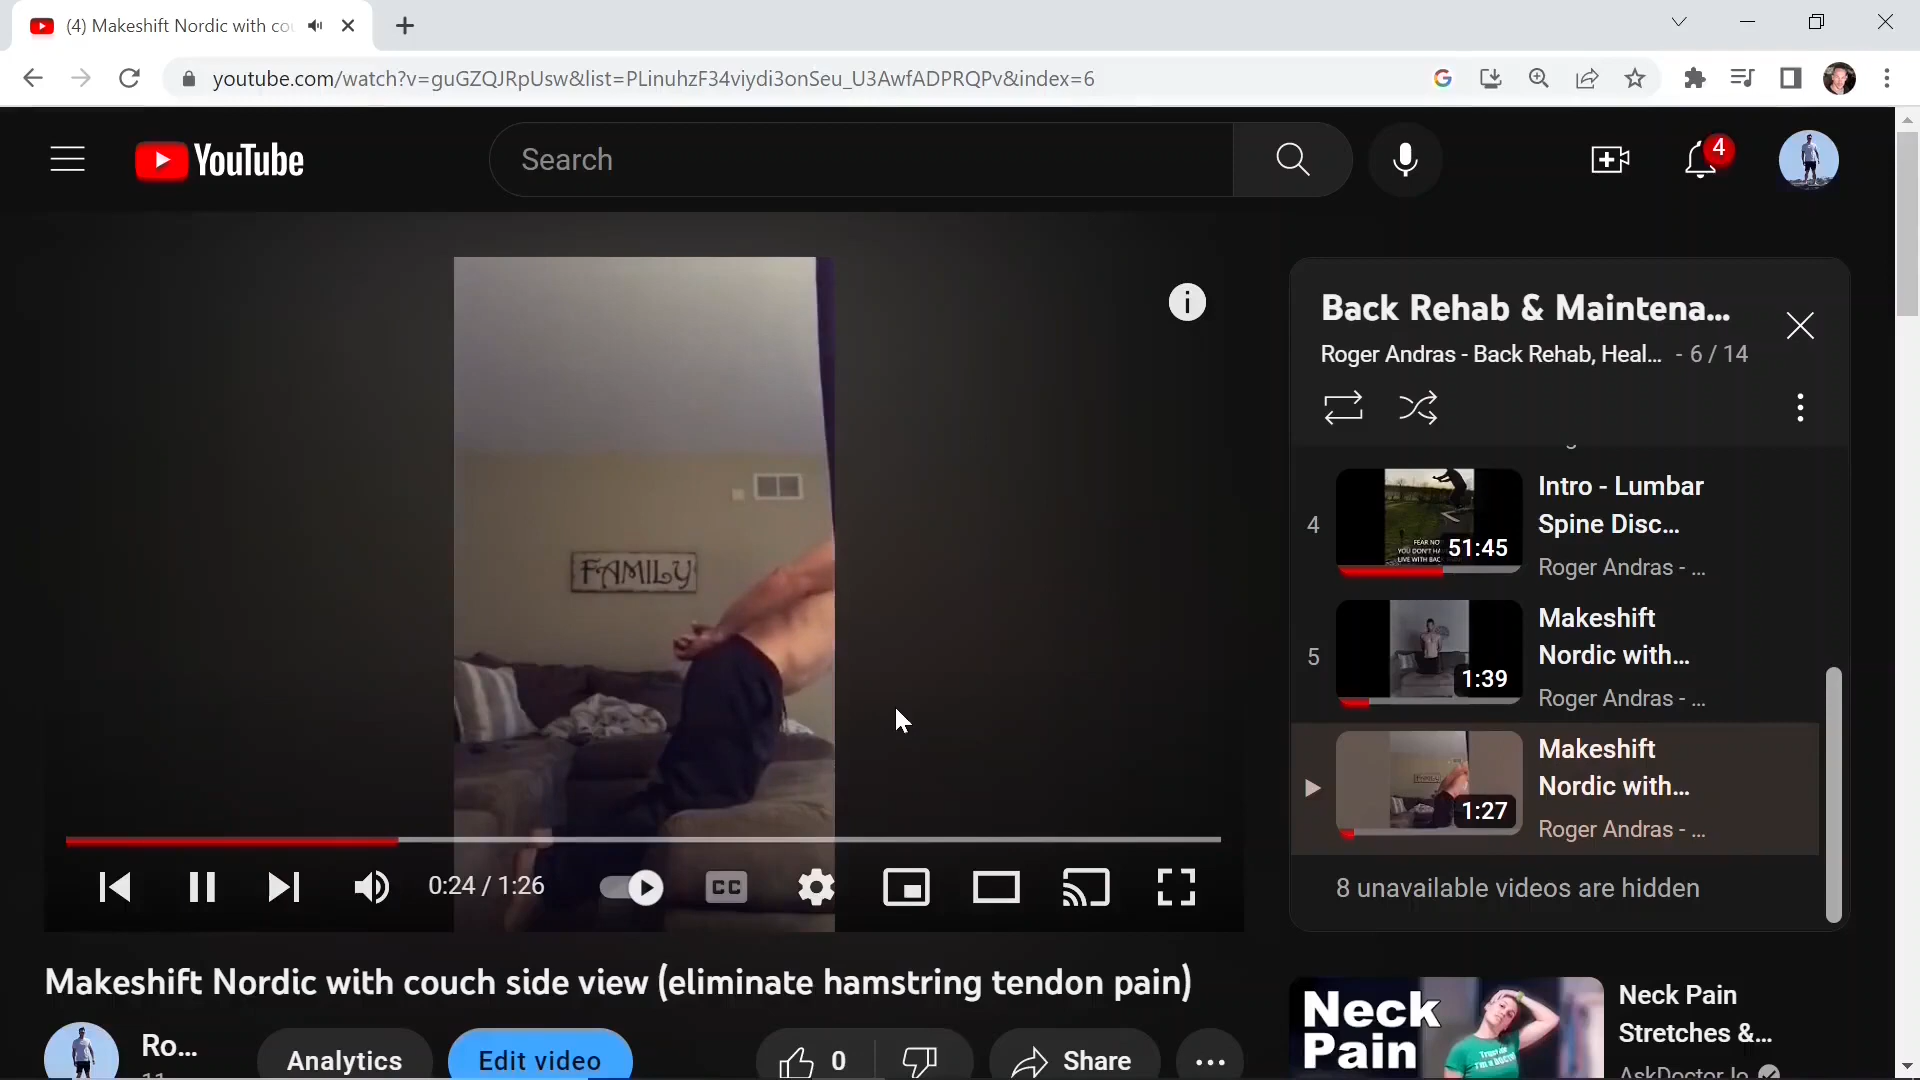 (4) Makeshift Nordic with cou
youtube.com/watch?v=guGZQJRpUsw&list=PLinuhzF34viydi3onSeu_U3AwfADPRQPv&index=6
YouTube
Search
4
FAMILY
0:24 / 1:26
CC
Makeshift Nordic with couch side view (eliminate hamstring tendon pain)
Ro...
Analytics
Edit video
0
Share
Back Rehab & Maintena...
Roger Andras - Back Rehab, Heal... - 6 / 14
4
51:45
Intro - Lumbar
Spine Disc...
Roger Andras - ...
5
1:39
Makeshift
Nordic with...
Roger Andras - ...
1:27
Makeshift
Nordic with...
Roger Andras - ...
8 unavailable videos are hidden
Neck
Pain
Neck Pain
Stretches &...
AskDoctorJo